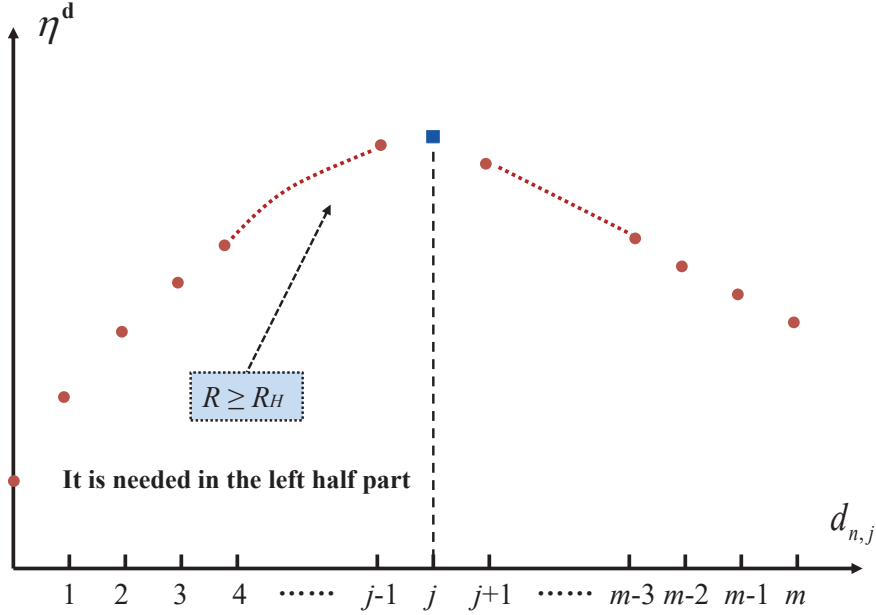 η^d
R ≥ R_H
It is needed in the left half part
d_{n,j}
1 2 3 4 ······ j-1 j j+1 ······ m-3 m-2 m-1 m